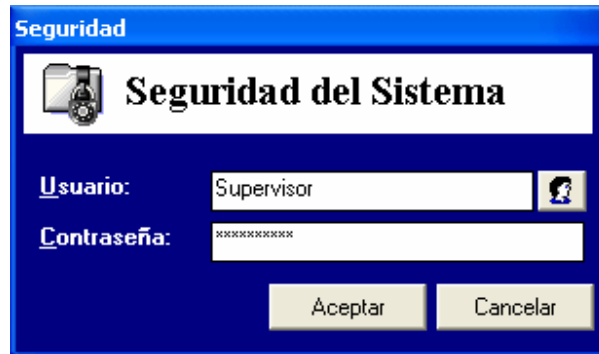 Seguridad
Seguridad del Sistema
Usuario: Supervisor
Contraseña: **********
Aceptar Cancelar